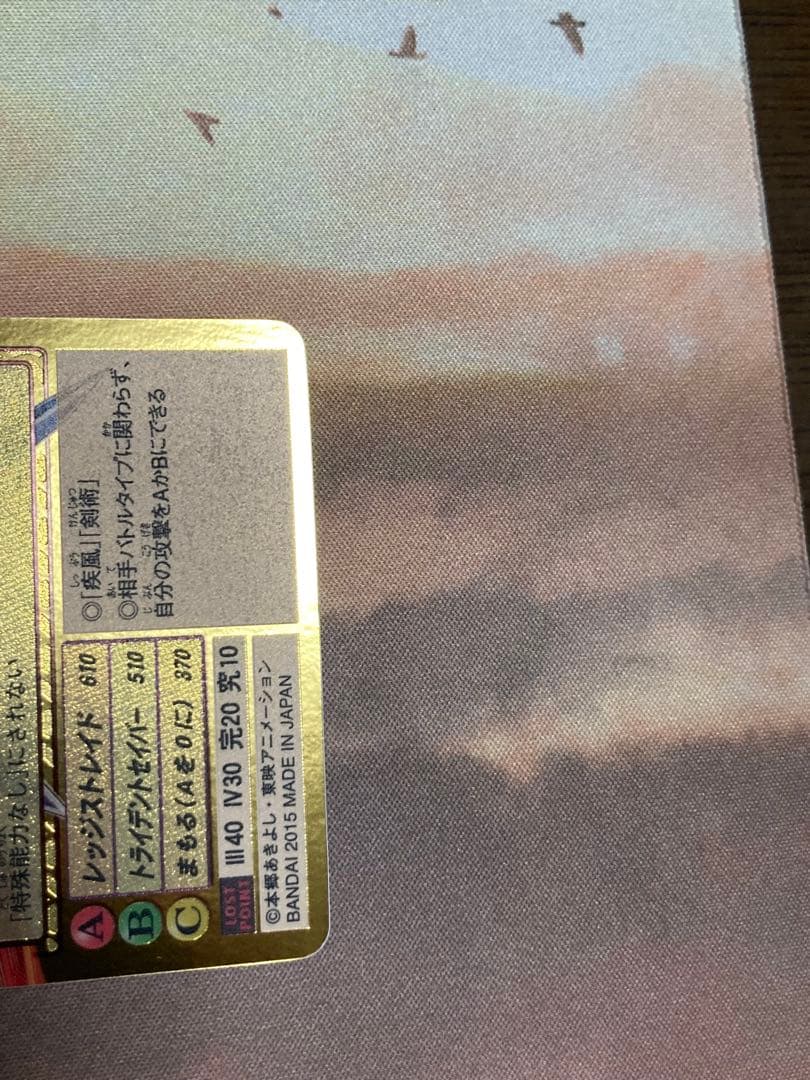 「特殊能力なし」にされない
A レッジストレイド 610
B トライデントセイバー 510
C まもる(Aを0に) 370
◎「疾風」「剣術」
◎相手バトルタイプに関わらず、
自分の攻撃をAかBにできる
LOST POINT Ⅲ40 Ⅳ30 完20 究10
©本郷あきよし・東映アニメーション
BANDAI 2015 MADE IN JAPAN